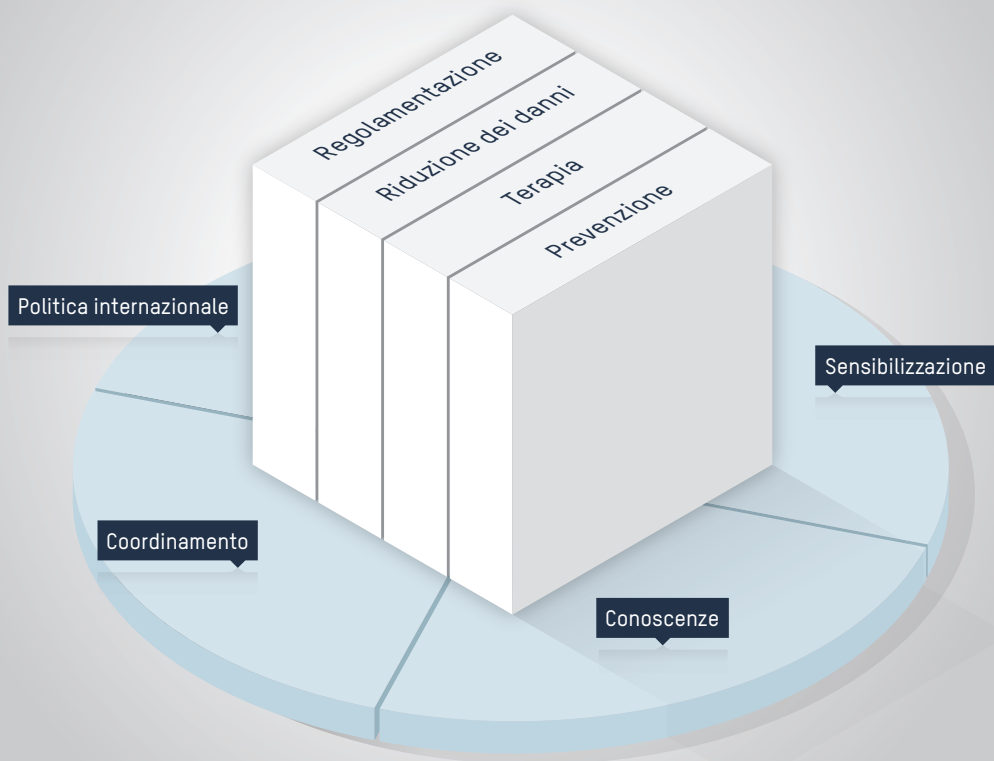 Regolamentazione
Riduzione dei danni
Terapia
Prevenzione
Politica internazionale
Sensibilizzazione
Coordinamento
Conoscenze